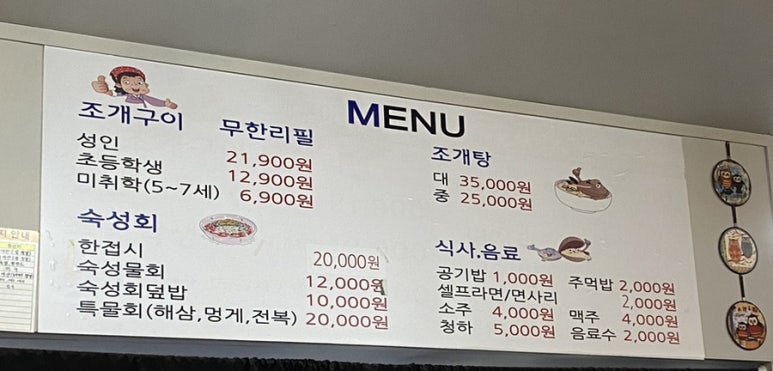 MENU
조개구이 무한리필
성인 21,900원
초등학생 12,900원
미취학(5~7세) 6,900원
숙성회
한접시 20,000원
숙성물회 12,000원
숙성회덮밥 10,000원
특물회(해삼,멍게,전복) 20,000원
조개탕
대 35,000원
중 25,000원
식사.음료
공기밥 1,000원 주먹밥 2,000원
셀프라면/면사리 2,000원
소주 4,000원 맥주 4,000원
청하 5,000원 음료수 2,000원